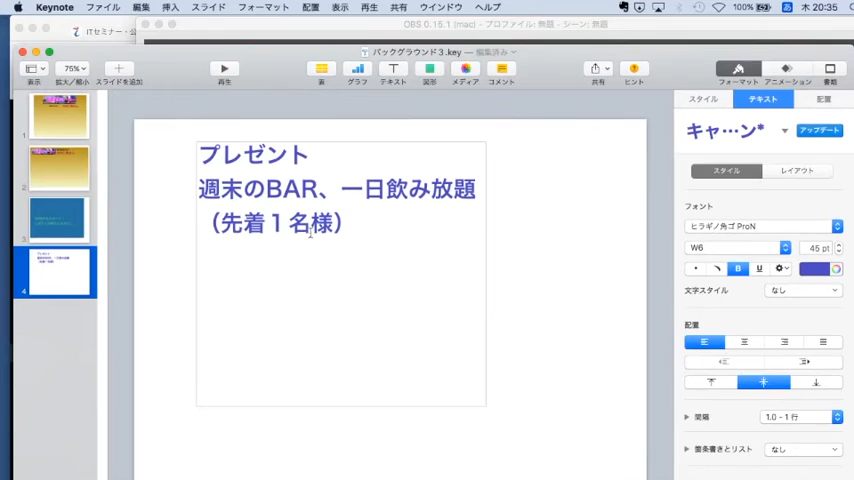 Keynote ファイル 編集 挿入 スライド フォーマット 配置 表示 再生 共有 ウインドウ ヘルプ 100% あ 木 20:35
ITセミナー - 公 OBS 0.15.1 (mac) - プロファイル: 無題 - シーン: 無題
バックグラウンド3.key — 編集済み
75%
表示 拡大/縮小 スライドを追加 再生 表 グラフ テキスト 図形 メディア コメント 共有 ヒント フォーマット アニメーション 書類
スタイル テキスト 配置
キャ…ン* アップデート
スタイル レイアウト
フォント
ヒラギノ角ゴ ProN
W6 45 pt
B U
文字スタイル なし
配置
間隔 1.0 - 1 行
箇条書きとリスト なし
1
2
3
4
プレゼント
週末のBAR、一日飲み放題
（先着１名様）